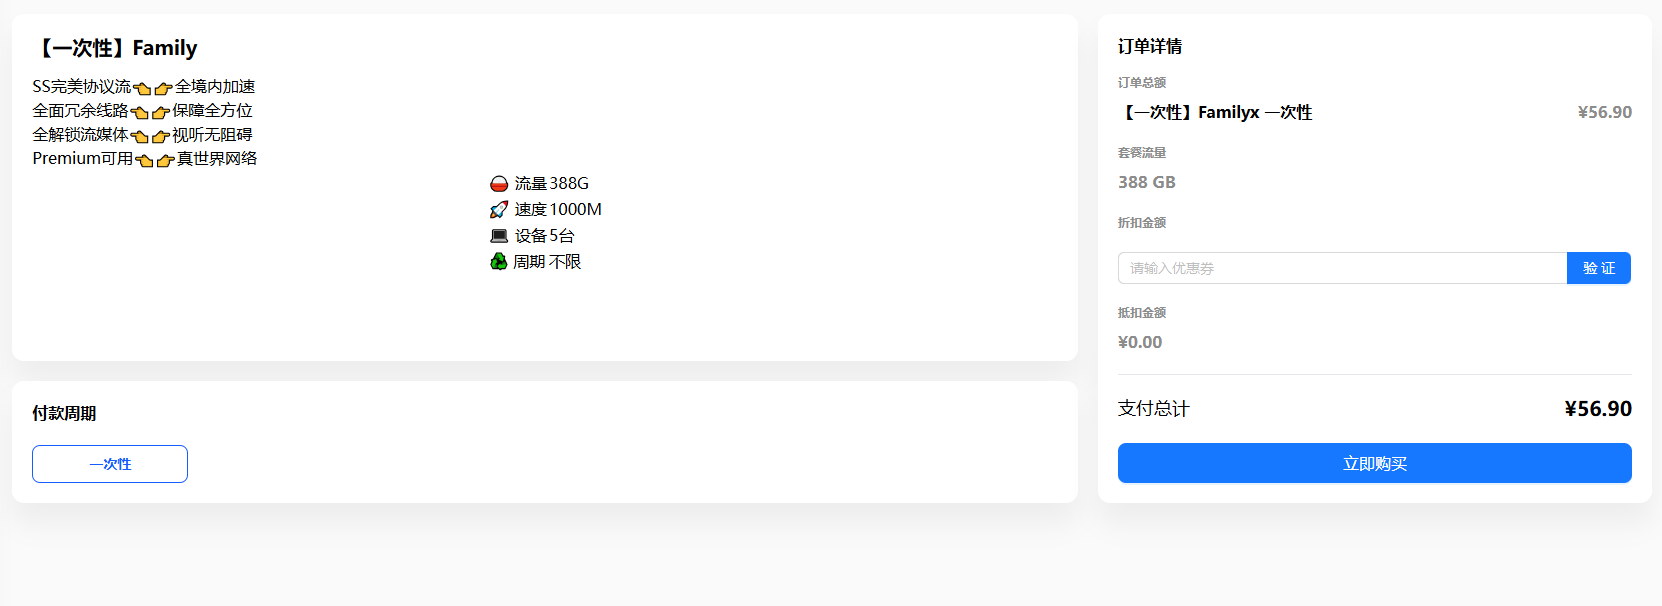 【一次性】Family
SS完美协议流👈👉全境内加速
全面冗余线路👈👉保障全方位
全解锁流媒体👈👉视听无阻碍
Premium可用👈👉真世界网络
流量388G
🚀 速度1000M
💻 设备5台
周期 不限
付款周期
一次性
订单详情
订单总额
【一次性】Familyx 一次性 ¥56.90
套餐流量
388 GB
折扣金额
请输入优惠券 验 证
抵扣金额
¥0.00
支付总计 ¥56.90
立即购买